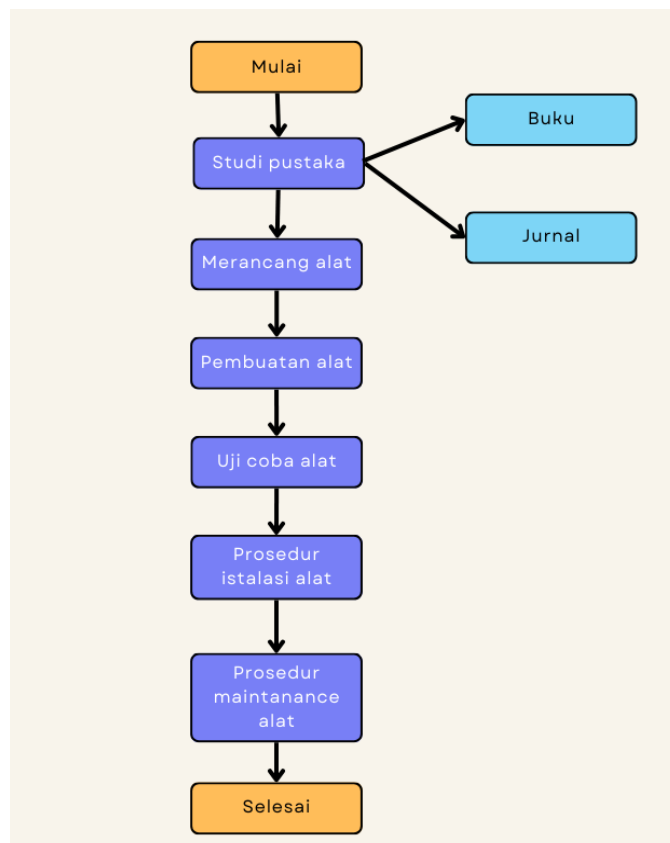 Mulai
Buku
Studi pustaka
Jurnal
Merancang alat
Pembuatan alat
Uji coba alat
Prosedur
istalasi alat
Prosedur
maintanance
alat
Selesai